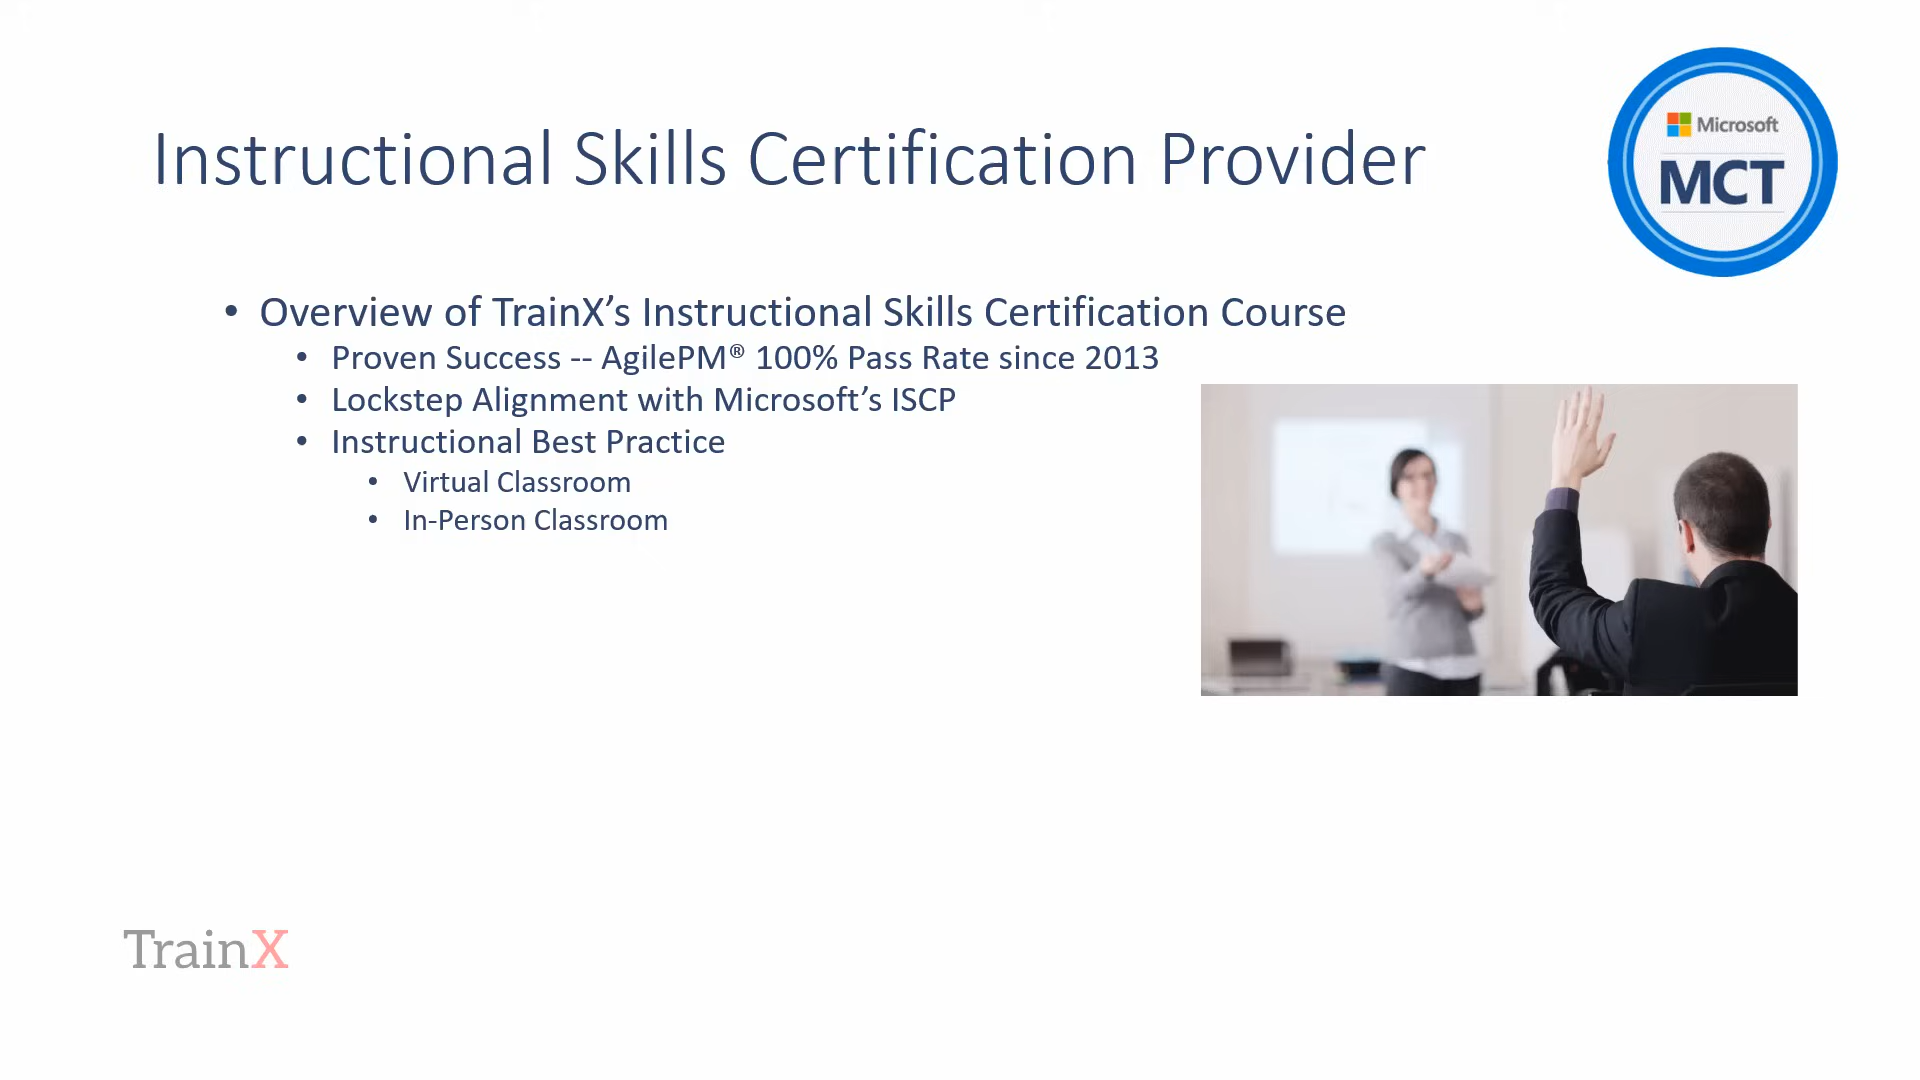 Instructional Skills Certification Provider
Microsoft
MCT
• Overview of TrainX’s Instructional Skills Certification Course
• Proven Success -- AgilePM® 100% Pass Rate since 2013
• Lockstep Alignment with Microsoft’s ISCP
• Instructional Best Practice
• Virtual Classroom
• In-Person Classroom
TrainX